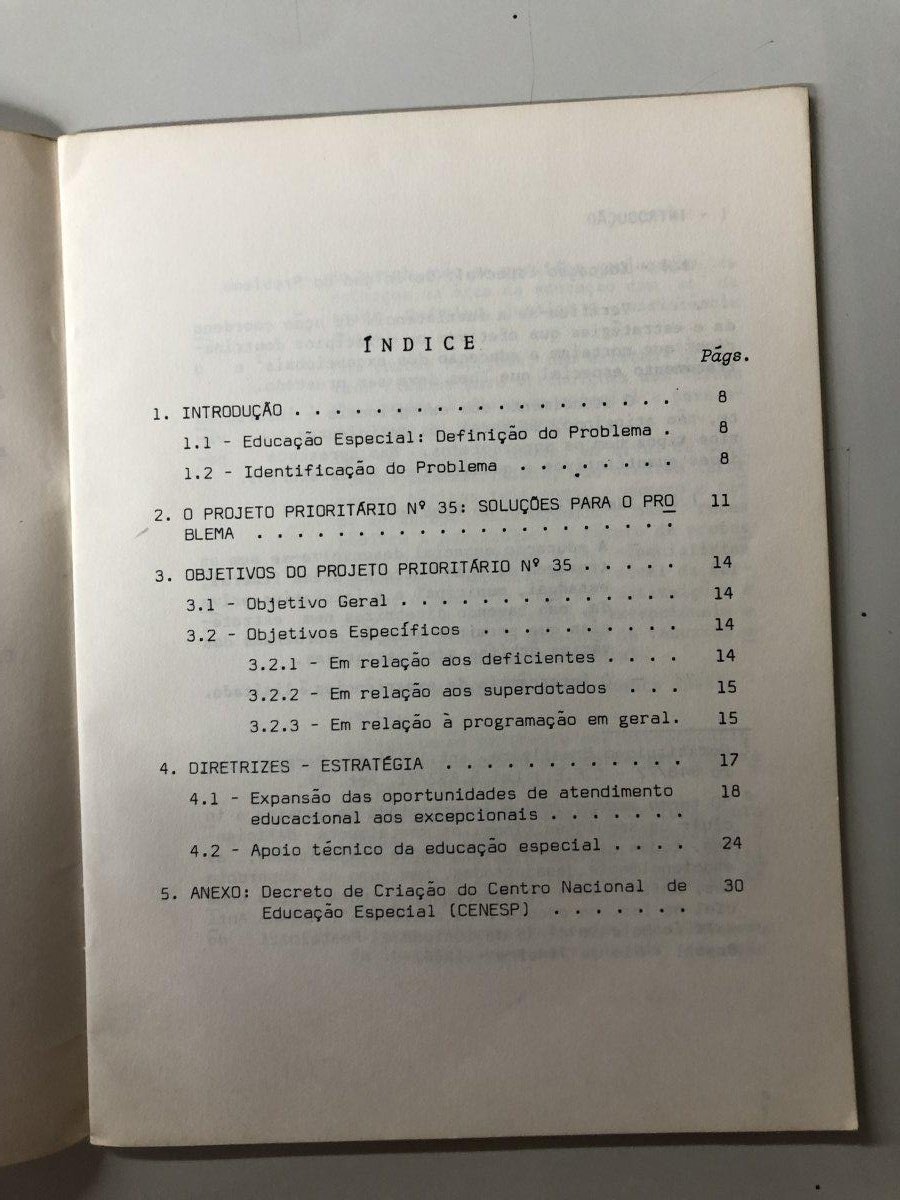 ÍNDICE
Págs.
1. INTRODUÇÃO . . . . . . . . . . . . . . . . . . 8
1.1 - Educação Especial: Definição do Problema . 8
1.2 - Identificação do Problema . . . . . . . . 8
2. O PROJETO PRIORITÁRIO Nº 35: SOLUÇÕES PARA O PRO 11
BLEMA . . . . . . . . . . . . . . . . . . . . .
3. OBJETIVOS DO PROJETO PRIORITÁRIO Nº 35 . . . . . 14
3.1 - Objetivo Geral . . . . . . . . . . . . . . 14
3.2 - Objetivos Específicos . . . . . . . . . . 14
3.2.1 - Em relação aos deficientes . . . . 14
3.2.2 - Em relação aos superdotados . . . 15
3.2.3 - Em relação à programação em geral. 15
4. DIRETRIZES - ESTRATÉGIA . . . . . . . . . . . . 17
4.1 - Expansão das oportunidades de atendimento 18
educacional aos excepcionais . . . . . . .
4.2 - Apoio técnico da educação especial . . . . 24
5. ANEXO: Decreto de Criação do Centro Nacional de 30
Educação Especial (CENESP) . . . . . . .